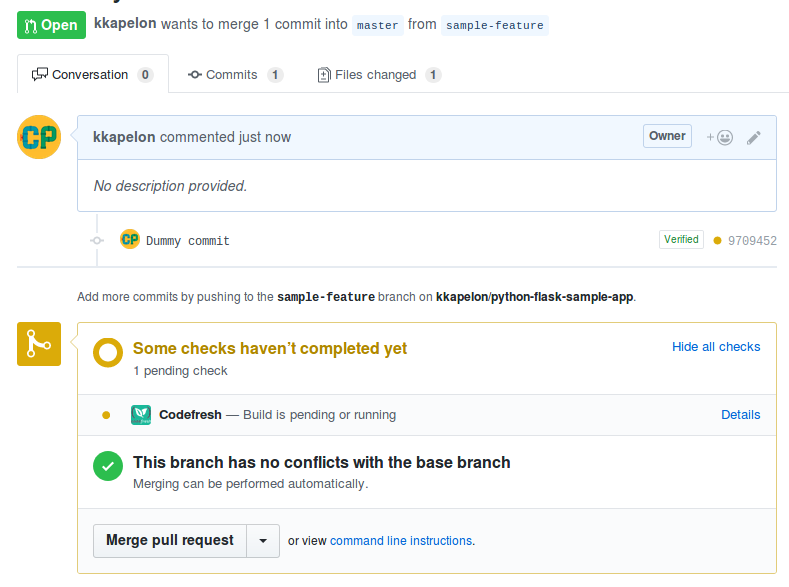 Open kkapelon wants to merge 1 commit into master from sample-feature
Conversation 0 Commits 1 Files changed 1
CP kkapelon commented just now Owner
No description provided.
CP Dummy commit Verified 9709452
Add more commits by pushing to the sample-feature branch on kkapelon/python-flask-sample-app.
Some checks haven’t completed yet Hide all checks
1 pending check
Codefresh — Build is pending or running Details
This branch has no conflicts with the base branch
Merging can be performed automatically.
Merge pull request or view command line instructions.